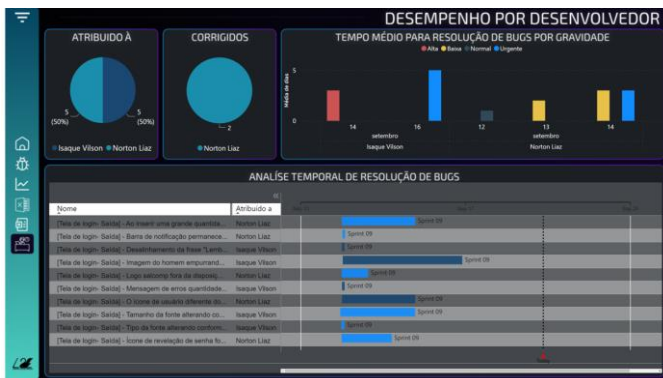 DESEMPENHO POR DESENVOLVEDOR
ATRIBUIDO À
5
(50%)
5
(50%)
Isaque Vilson Norton Liaz
CORRIGIDOS
2
Norton Liaz
TEMPO MÉDIO PARA RESOLUÇÃO DE BUGS POR GRAVIDADE
Alta Baixa Normal Urgente
Média de dias
5
0
14 16 12 13 14
setembro setembro
Isaque Vilson Norton Liaz
ANALÍSE TEMPORAL DE RESOLUÇÃO DE BUGS
Nome Atribuido a
[Tela de login- Saída] - Ao inserir uma grande quantida... Norton Liaz Sprint 09
[Tela de login- Saída] - Barra de notificação permanece... Norton Liaz Sprint 09
[Tela de login- Saída] - Desalinhamento da frase "Lemb... Isaque Vilson Sprint 09
[Tela de login- Saída] - Imagem do homem empurrand... Isaque Vilson Sprint 09
[Tela de login- Saída] - Logo salcomp fora da disposiç... Norton Liaz Sprint 09
[Tela de login- Saída] - Mensagem de erros quantidade... Isaque Vilson Sprint 09
[Tela de login- Saída] - O ícone de usuário diferente do... Norton Liaz Sprint 09
[Tela de login- Saída] - Tamanho da fonte alterando co... Isaque Vilson Sprint 09
[Tela de login- Saída] - Tipo da fonte alterando conform... Isaque Vilson Sprint 09
[Tela de login- Saída] - Ícone de revelação de senha fo... Norton Liaz Sprint 09